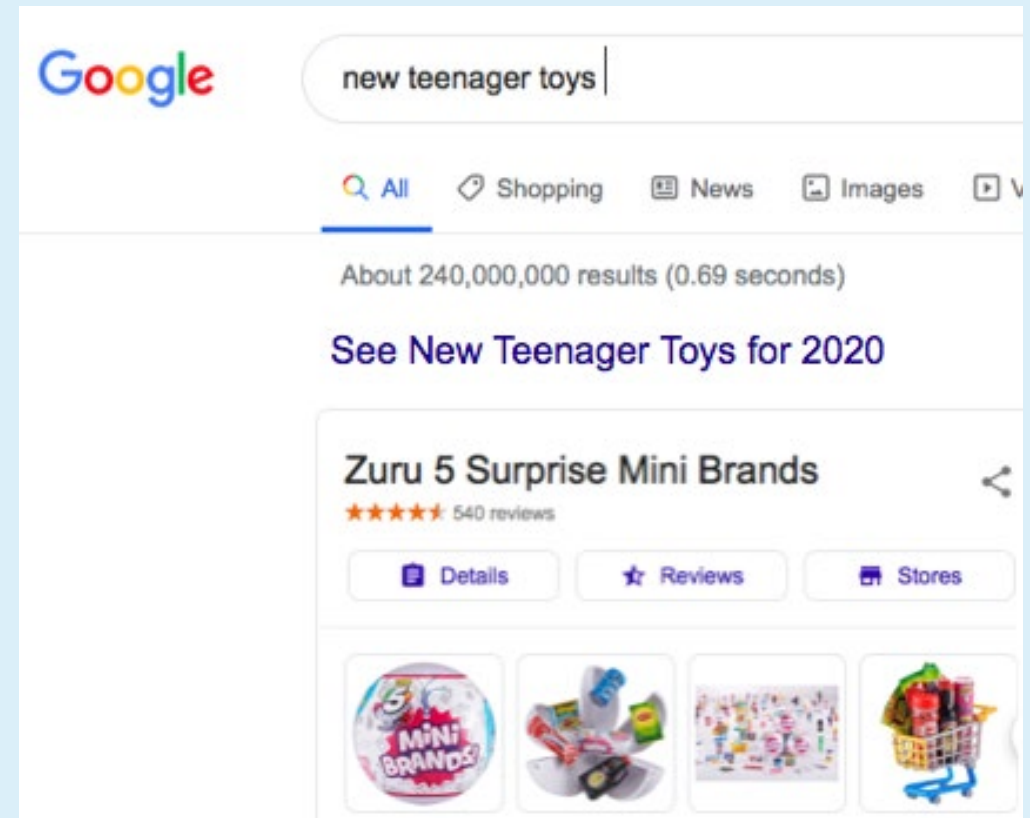 Google
new teenager toys
All Shopping News Images
About 240,000,000 results (0.69 seconds)
See New Teenager Toys for 2020
Zuru 5 Surprise Mini Brands
540 reviews
Details Reviews Stores
5
MINI
BRANDS!